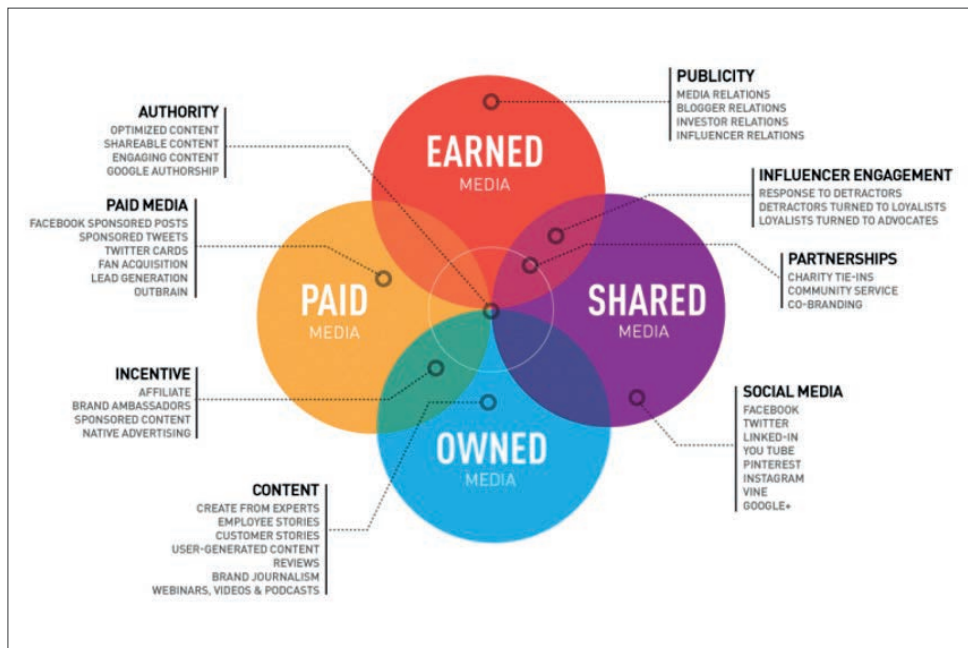 PUBLICITY
MEDIA RELATIONS
BLOGGER RELATIONS
INVESTOR RELATIONS
INFLUENCER RELATIONS
AUTHORITY
OPTIMIZED CONTENT
SHAREABLE CONTENT
ENGAGING CONTENT
GOOGLE AUTHORSHIP
EARNED
MEDIA
INFLUENCER ENGAGEMENT
RESPONSE TO DETRACTORS
DETRACTORS TURNED TO LOYALISTS
LOYALISTS TURNED TO ADVOCATES
PAID MEDIA
FACEBOOK SPONSORED POSTS
SPONSORED TWEETS
TWITTER CARDS
FAN ACQUISITION
LEAD GENERATION
OUTBRAIN
PARTNERSHIPS
CHARITY TIE-INS
COMMUNITY SERVICE
CO-BRANDING
PAID
MEDIA
SHARED
MEDIA
INCENTIVE
AFFILIATE
BRAND AMBASSADORS
SPONSORED CONTENT
NATIVE ADVERTISING
SOCIAL MEDIA
FACEBOOK
TWITTER
LINKED-IN
YOU TUBE
PINTEREST
INSTAGRAM
VINE
GOOGLE+
OWNED
MEDIA
CONTENT
CREATE FROM EXPERTS
EMPLOYEE STORIES
CUSTOMER STORIES
USER-GENERATED CONTENT
REVIEWS
BRAND JOURNALISM
WEBINARS, VIDEOS & PODCASTS